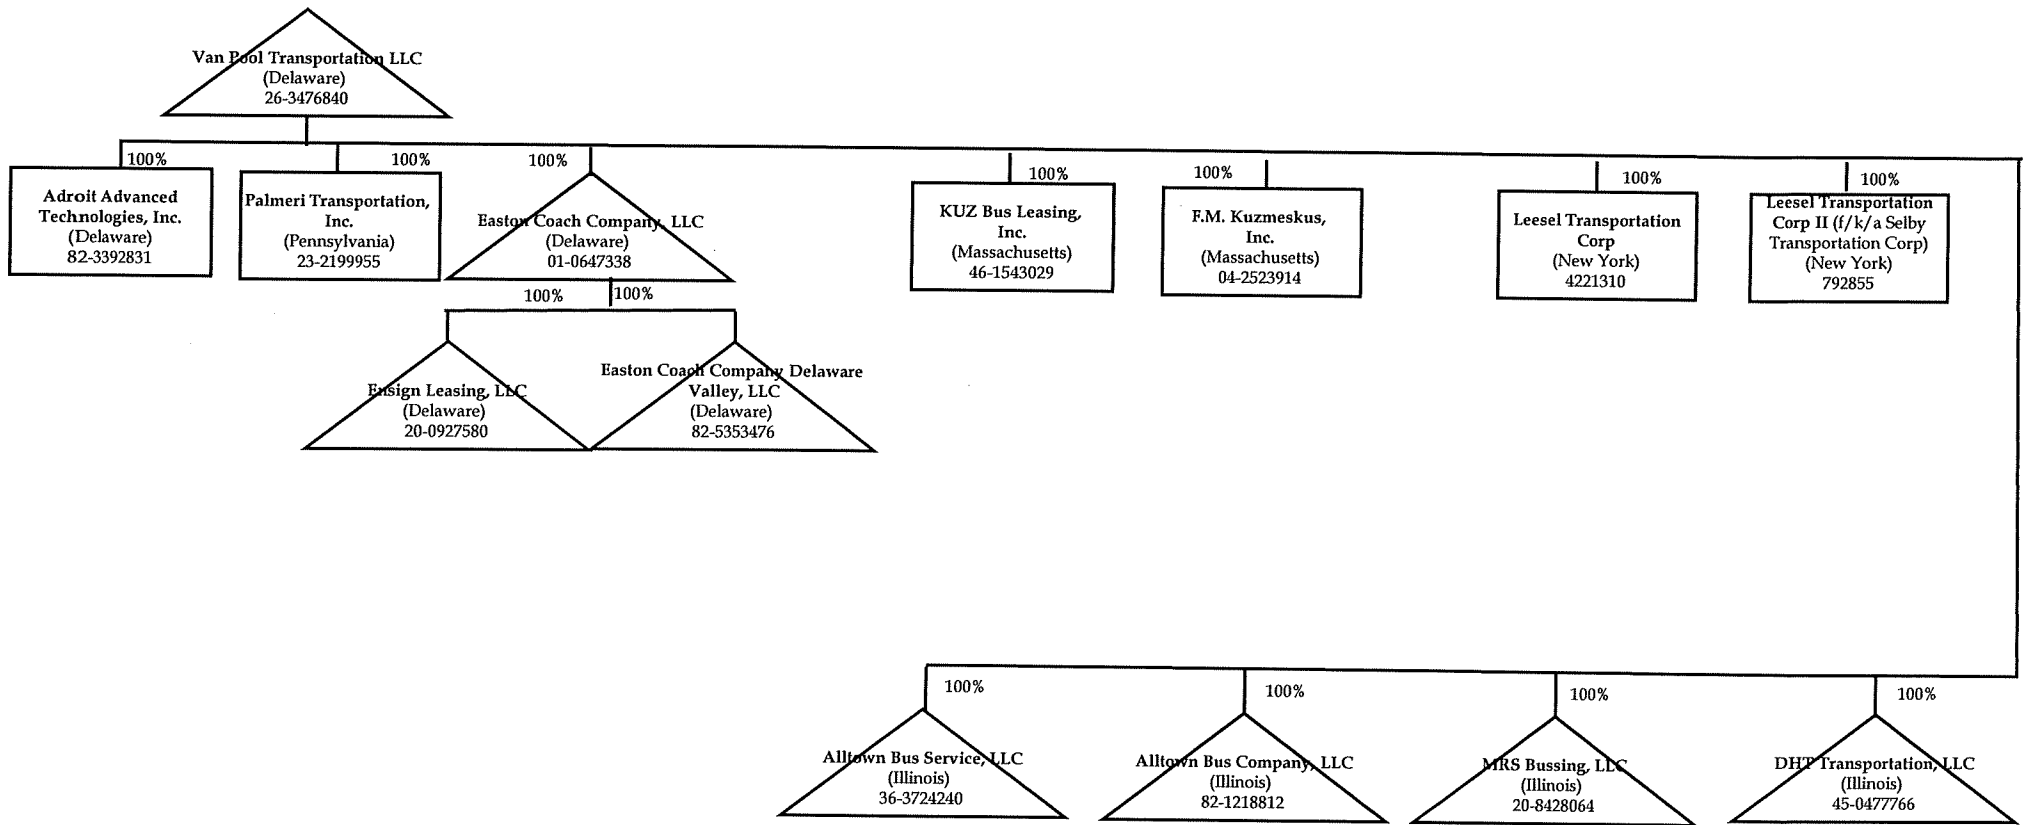 Van Pool Transportation LLC
(Delaware)
26-3476840
100%
Adroit Advanced
Technologies, Inc.
(Delaware)
82-3392831
100%
Palmeri Transportation,
Inc.
(Pennsylvania)
23-2199955
100%
Easton Coach Company, LLC
(Delaware)
01-0647338
100%
KUZ Bus Leasing,
Inc.
(Massachusetts)
46-1543029
100%
F.M. Kuzmeskus,
Inc.
(Massachusetts)
04-2523914
100%
Leesel Transportation
Corp
(New York)
4221310
100%
Leesel Transportation
Corp II (f/k/a Selby
Transportation Corp)
(New York)
792855
100%
100%
Ensign Leasing, LLC
(Delaware)
20-0927580
Easton Coach Company Delaware
Valley, LLC
(Delaware)
82-5353476
100%
Alltown Bus Service, LLC
(Illinois)
36-3724240
100%
Alltown Bus Company, LLC
(Illinois)
82-1218812
100%
MRS Bussing, LLC
(Illinois)
20-8428064
100%
DHT Transportation, LLC
(Illinois)
45-0477766